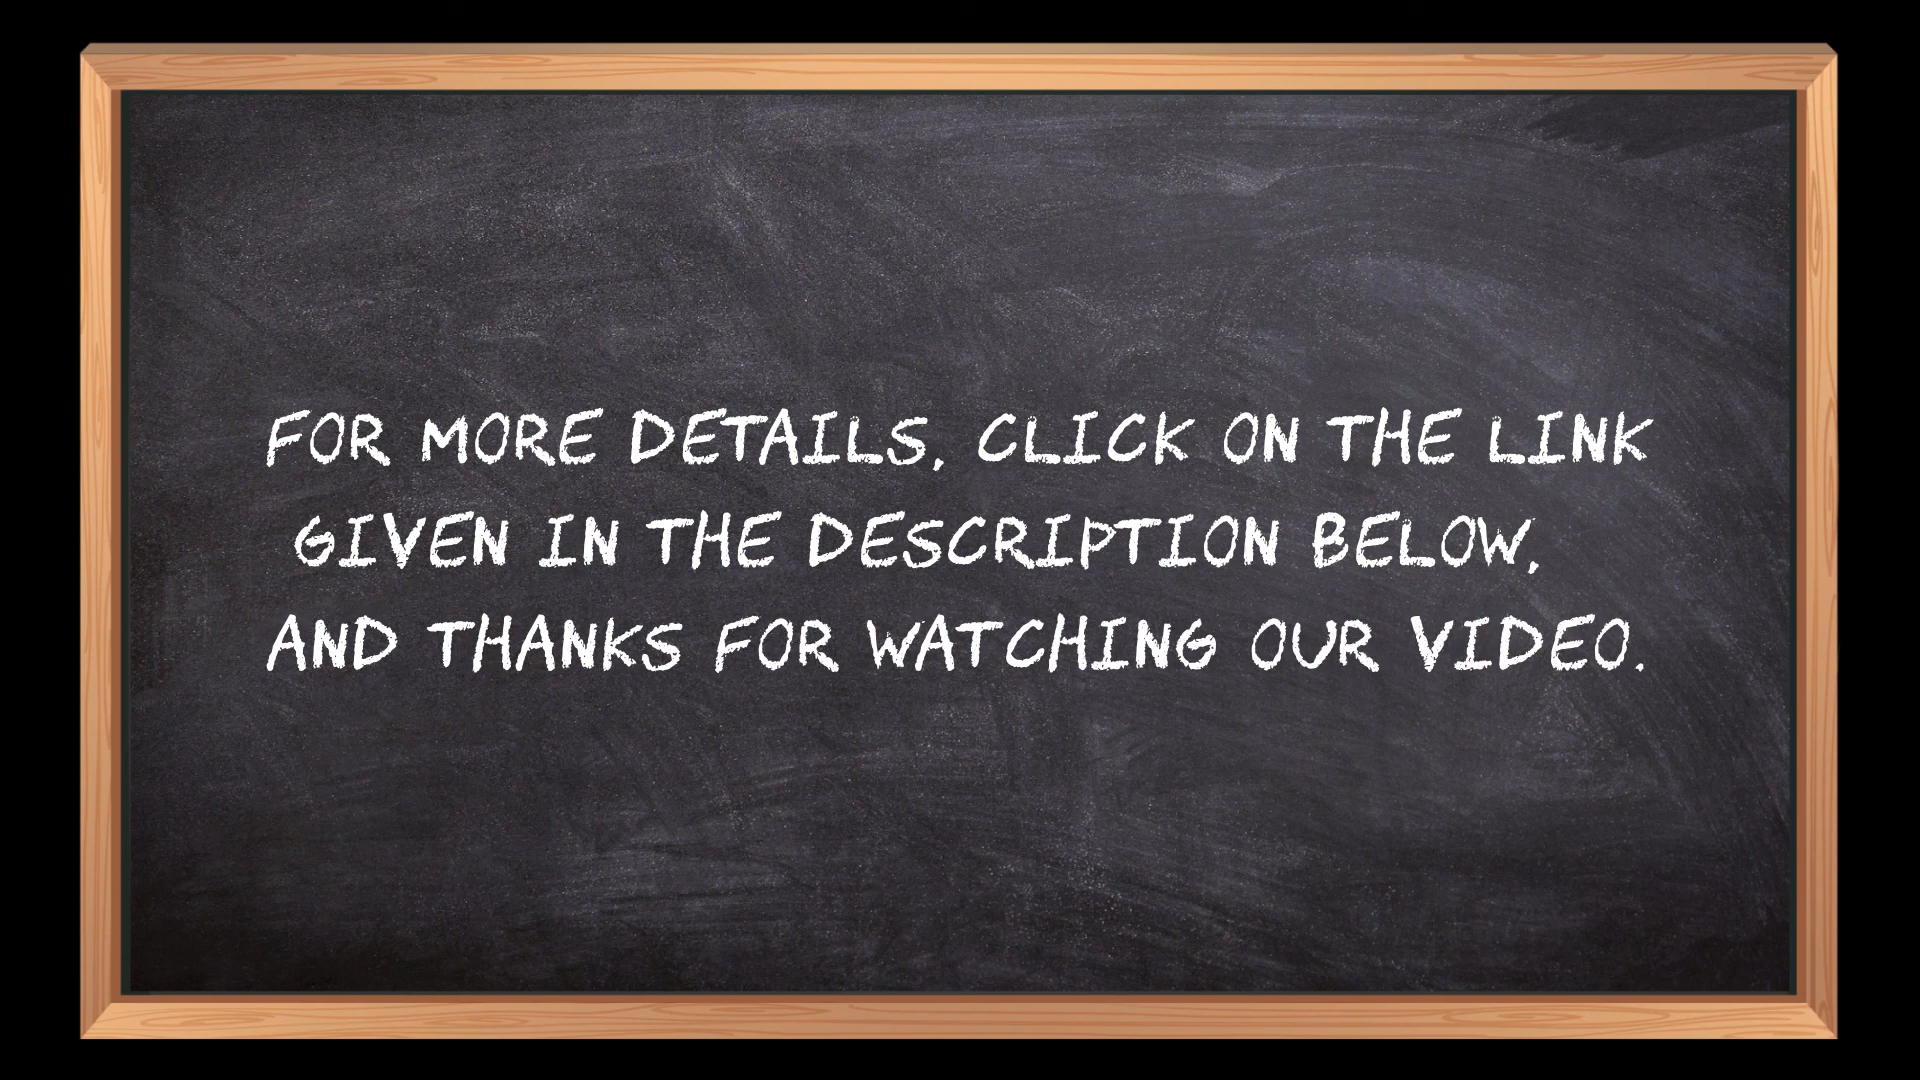 FOR MORE DETAILS, CLICK ON THE LINK
GIVEN IN THE DESCRIPTION BELOW,
AND THANKS FOR WATCHING OUR VIDEO.